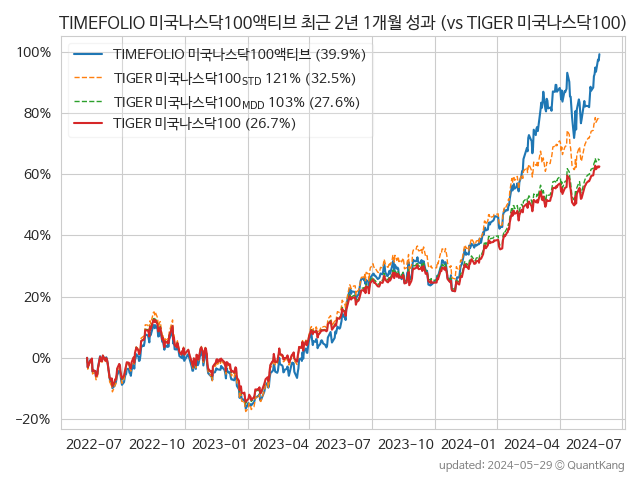 TIMEFOLIO 미국나스닥100액티브 최근 2년 1개월 성과 (vs TIGER 미국나스닥100)
100%
80%
60%
40%
20%
0%
−20%
TIMEFOLIO 미국나스닥100액티브 (39.9%)
TIGER 미국나스닥100STD 121% (32.5%)
TIGER 미국나스닥100MDD 103% (27.6%)
TIGER 미국나스닥100 (26.7%)
2022-07 2022-10 2023-01 2023-04 2023-07 2023-10 2024-01 2024-04 2024-07
updated: 2024-05-29 © QuantKang